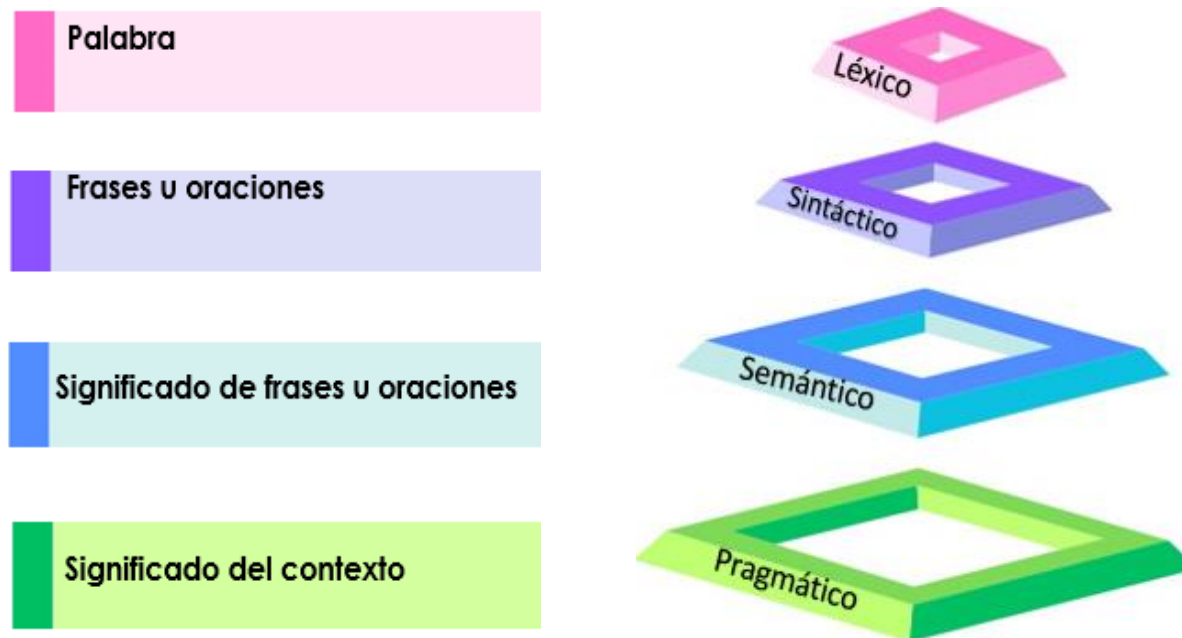 Palabra
Léxico
Frases u oraciones
Sintáctico
Significado de frases u oraciones
Semántico
Significado del contexto
Pragmático